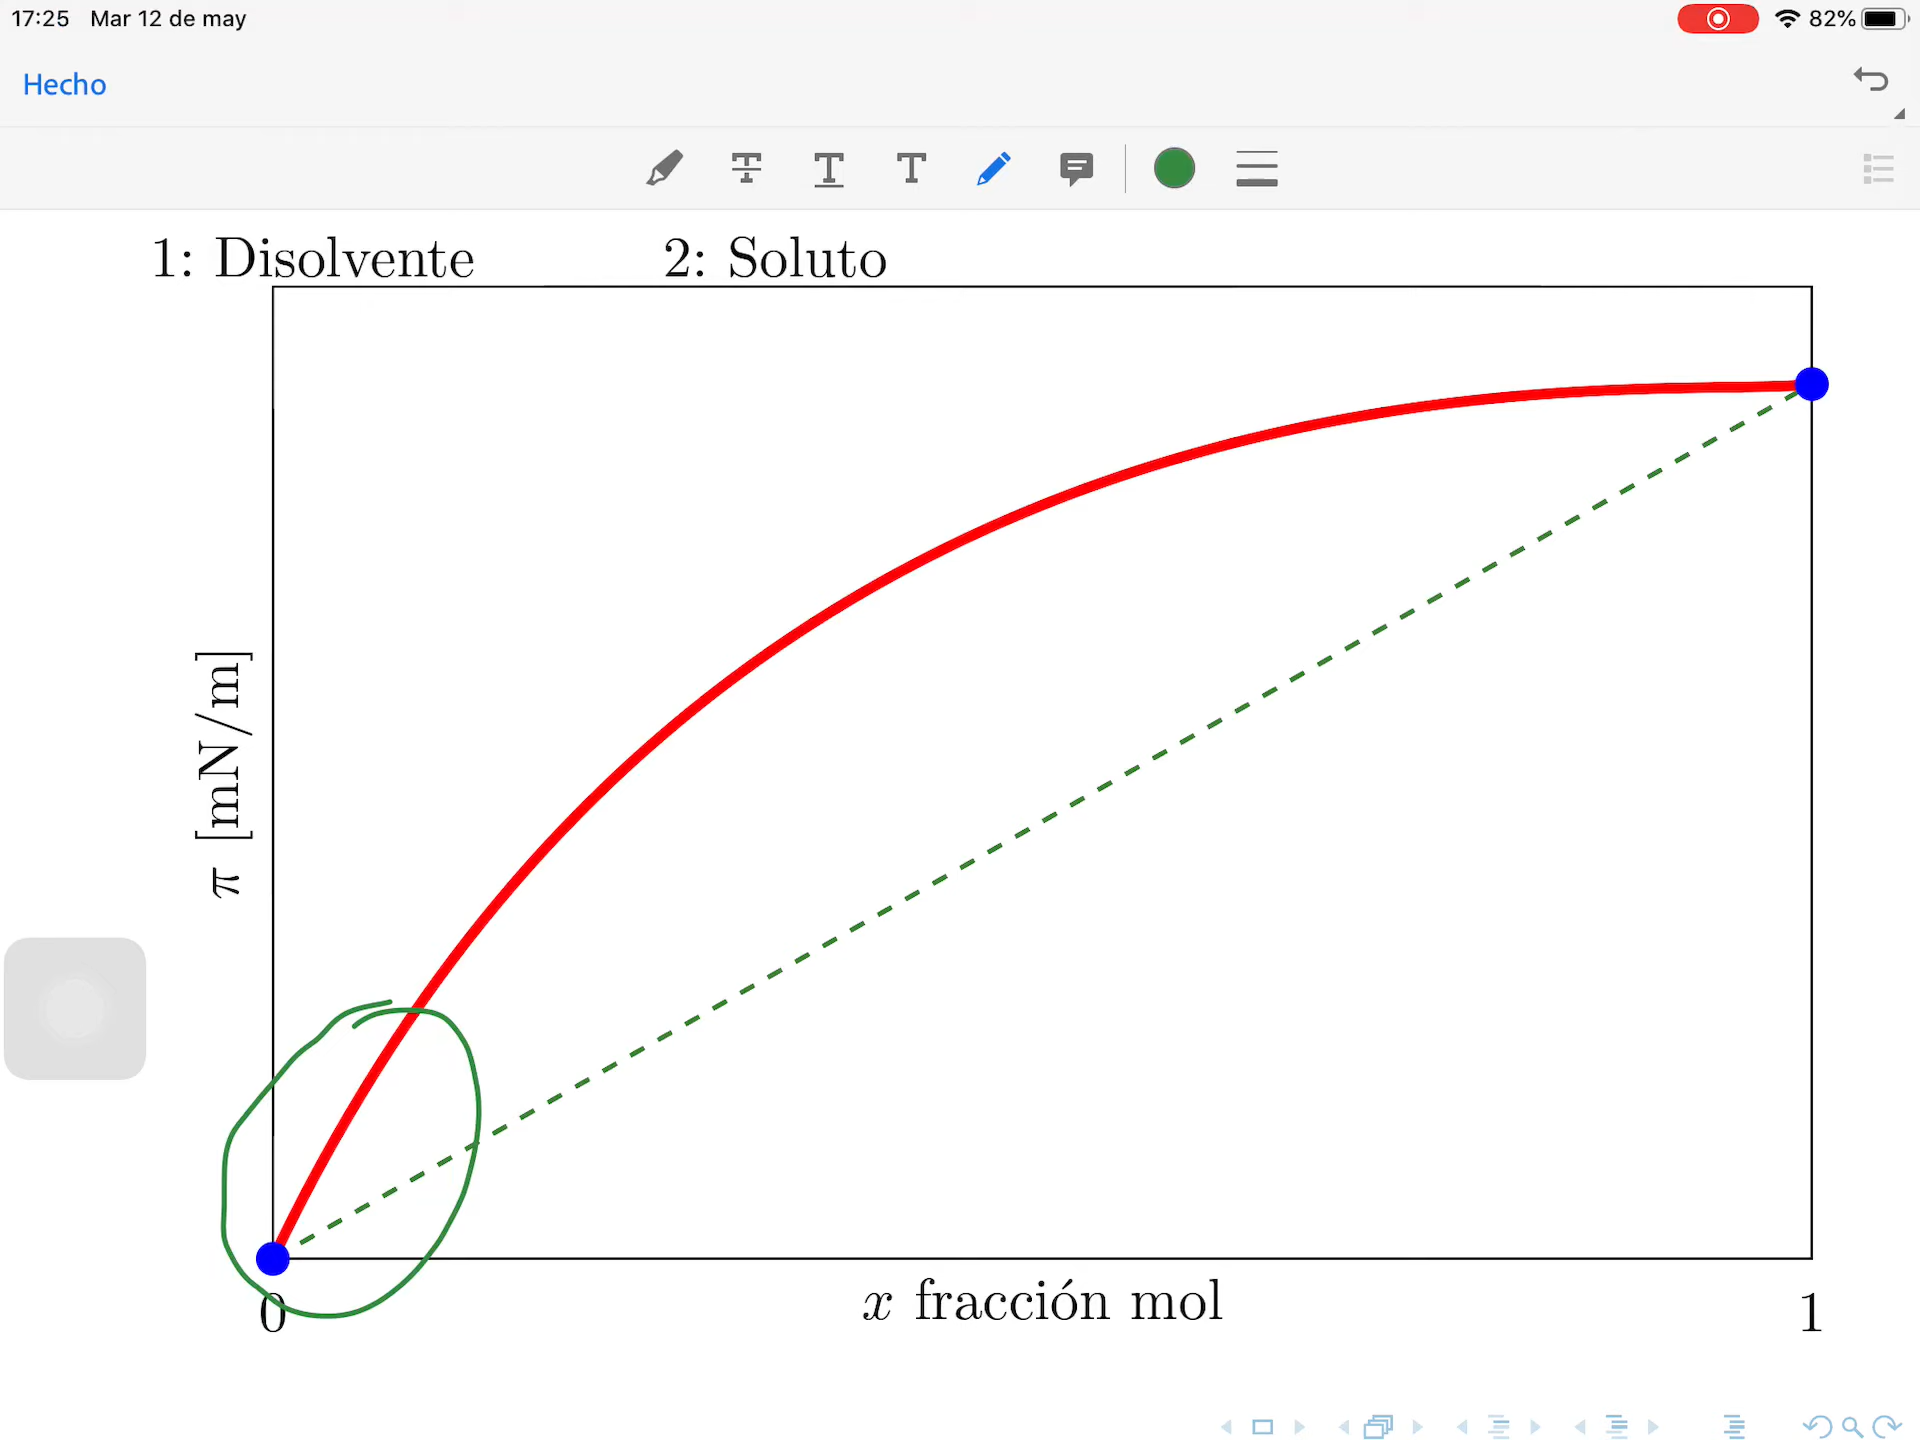 17:25 Mar 12 de may 82%
Hecho
1: Disolvente 2: Soluto
π [mN/m]
0 x fracción mol 1